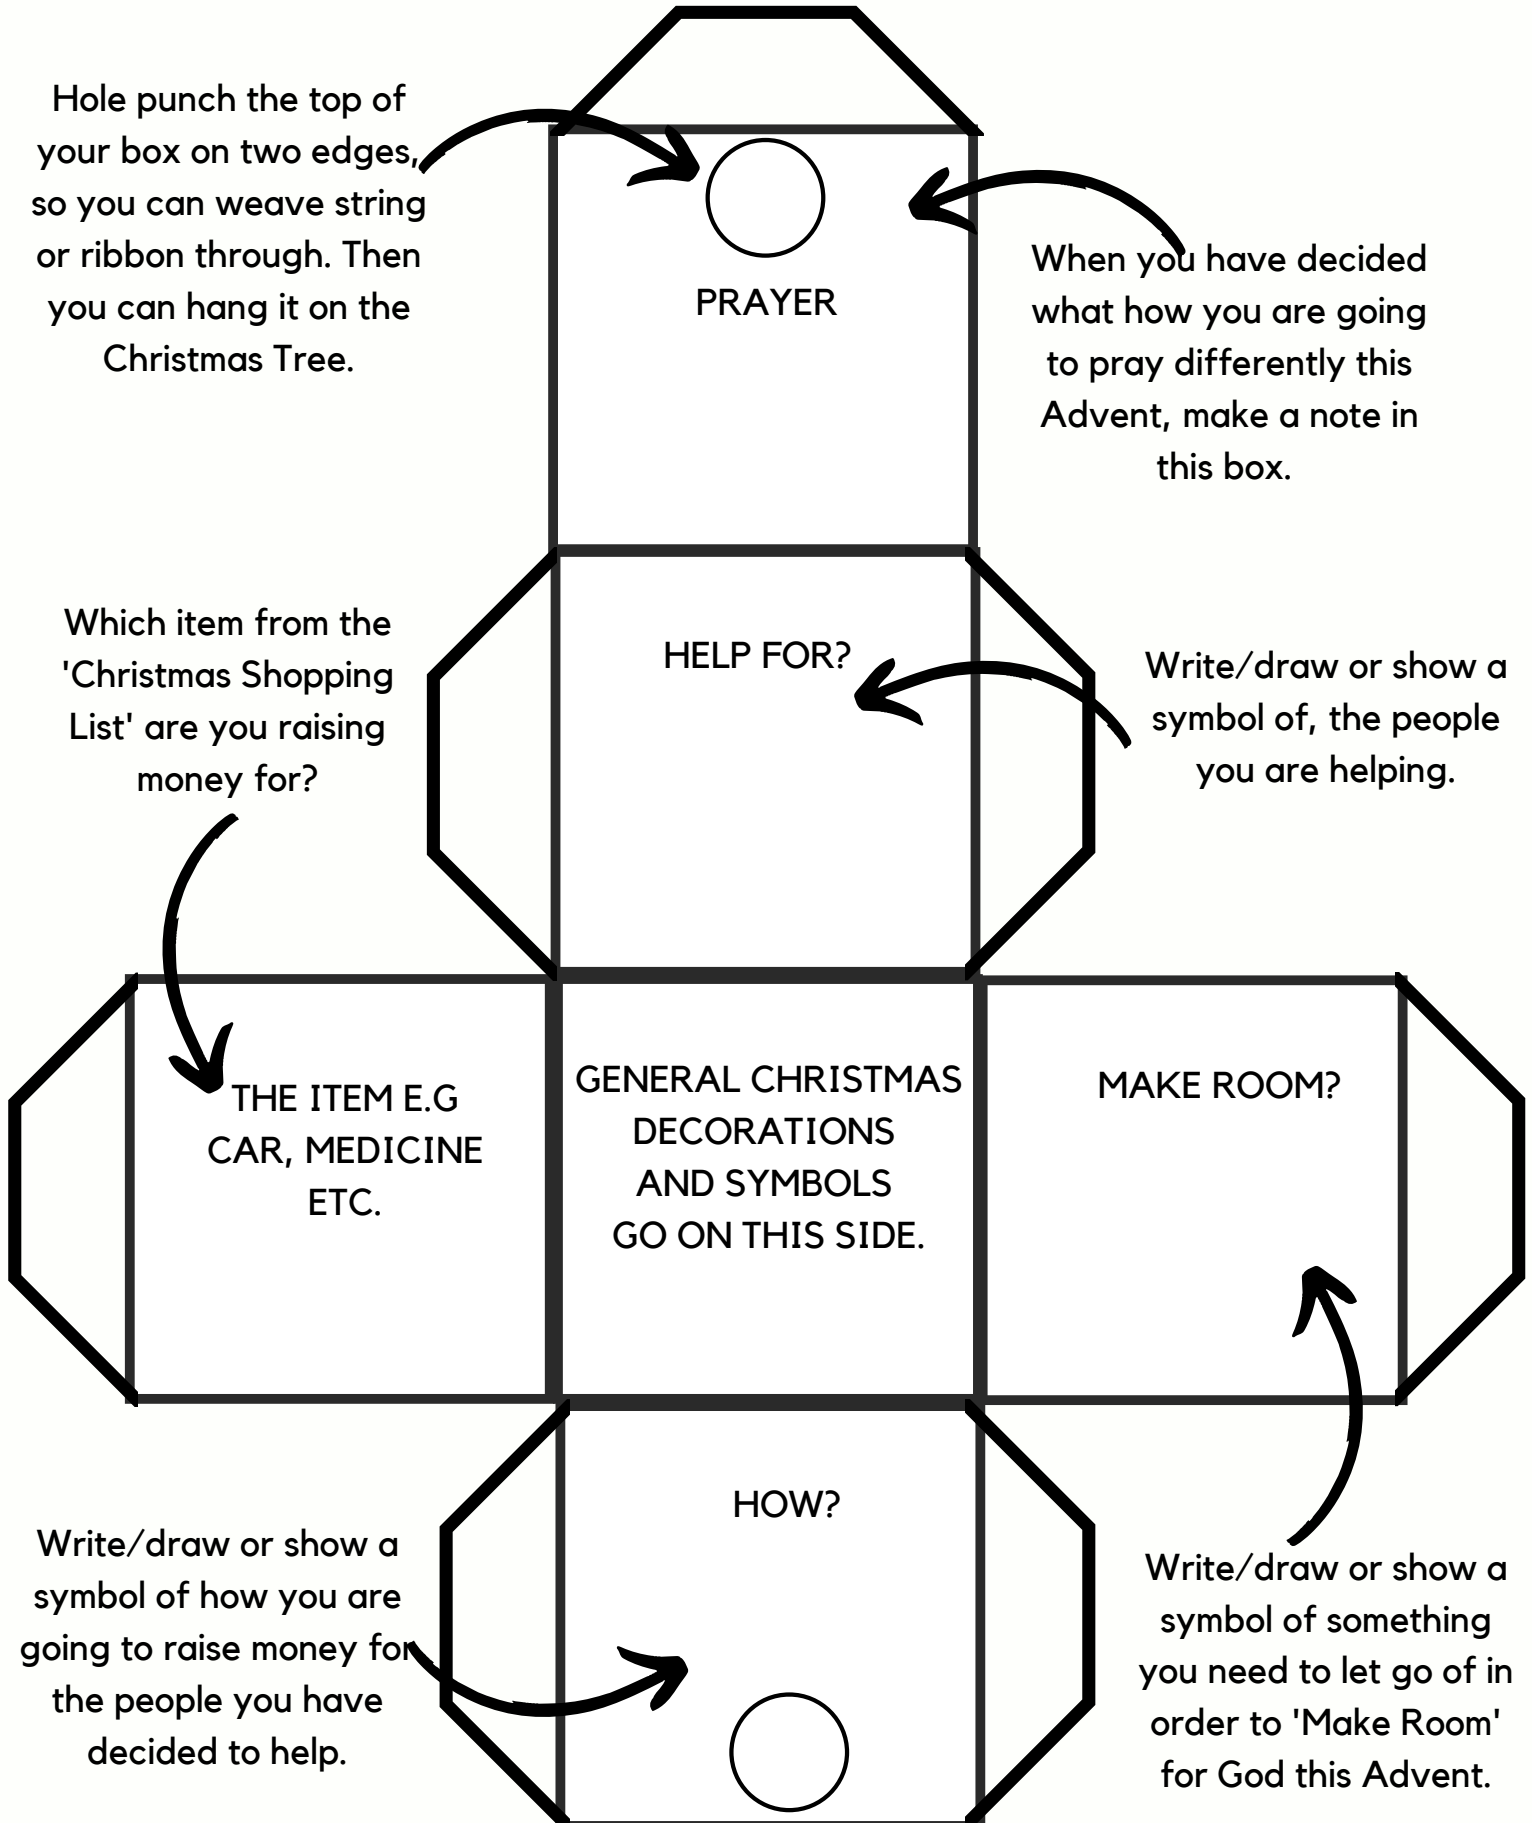 Hole punch the top of
your box on two edges,
so you can weave string
or ribbon through. Then
you can hang it on the
Christmas Tree.
PRAYER
When you have decided
what how you are going
to pray differently this
Advent, make a note in
this box.
Which item from the
'Christmas Shopping
List' are you raising
money for?
HELP FOR?
Write/draw or show a
symbol of, the people
you are helping.
THE ITEM E.G
CAR, MEDICINE
ETC.
GENERAL CHRISTMAS
DECORATIONS
AND SYMBOLS
GO ON THIS SIDE.
MAKE ROOM?
HOW?
Write/draw or show a
symbol of how you are
going to raise money for
the people you have
decided to help.
Write/draw or show a
symbol of something
you need to let go of in
order to 'Make Room'
for God this Advent.